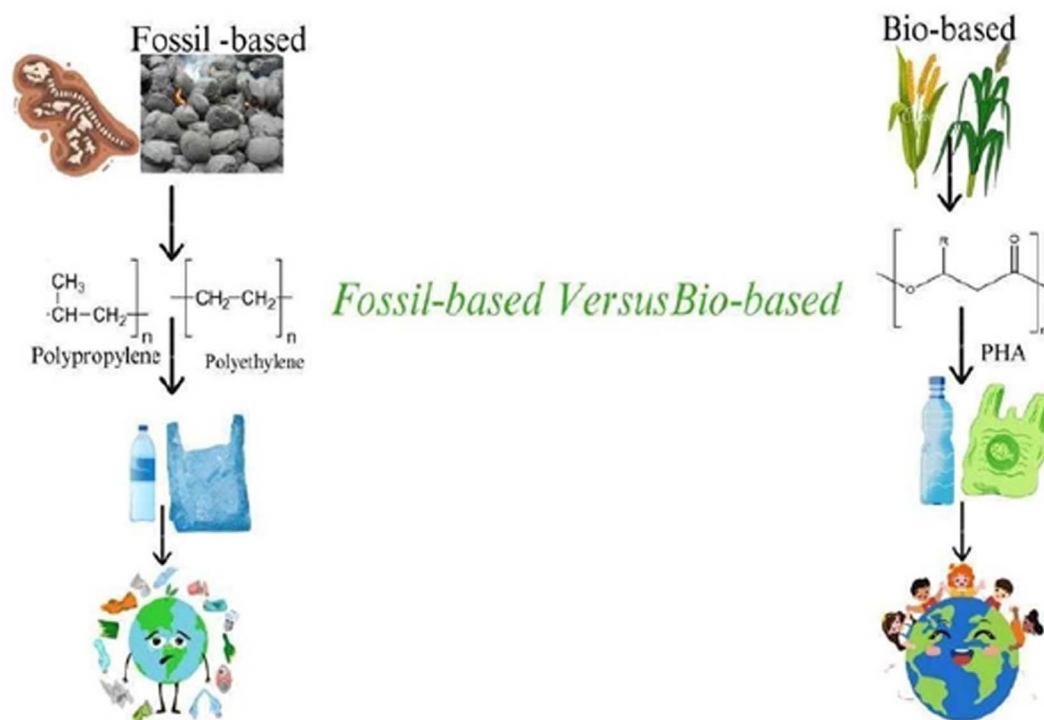 Fossil -based
Bio-based
CH3
CH-CH2
n
Polypropylene
CH2-CH2
n
Polyethylene
Fossil-based VersusBio-based
R
O
O
n
PHA